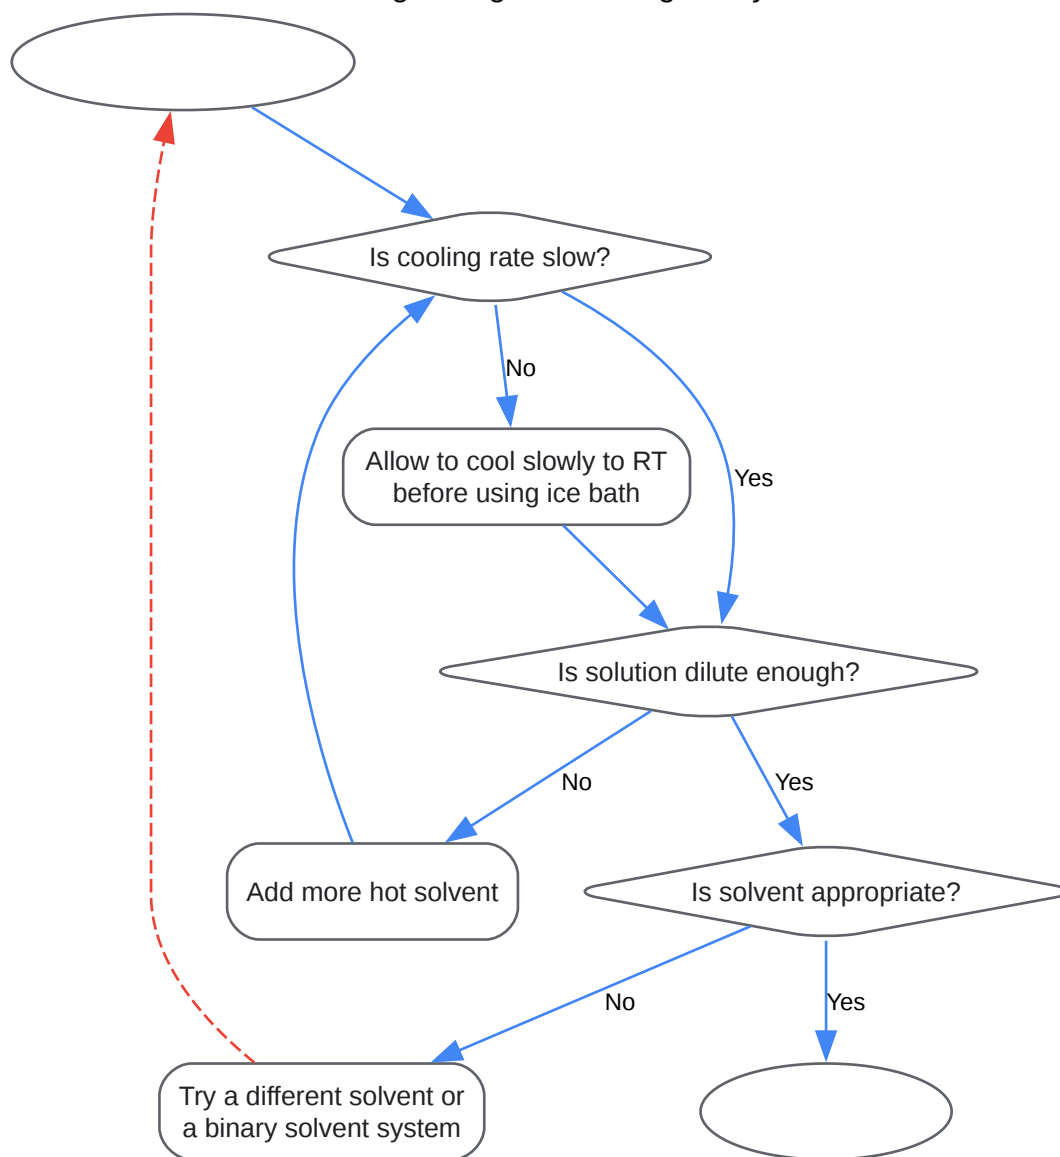 Is cooling rate slow?
No
Allow to cool slowly to RT
before using ice bath
Yes
Is solution dilute enough?
No
Yes
Add more hot solvent
Is solvent appropriate?
No
Yes
Try a different solvent or
a binary solvent system